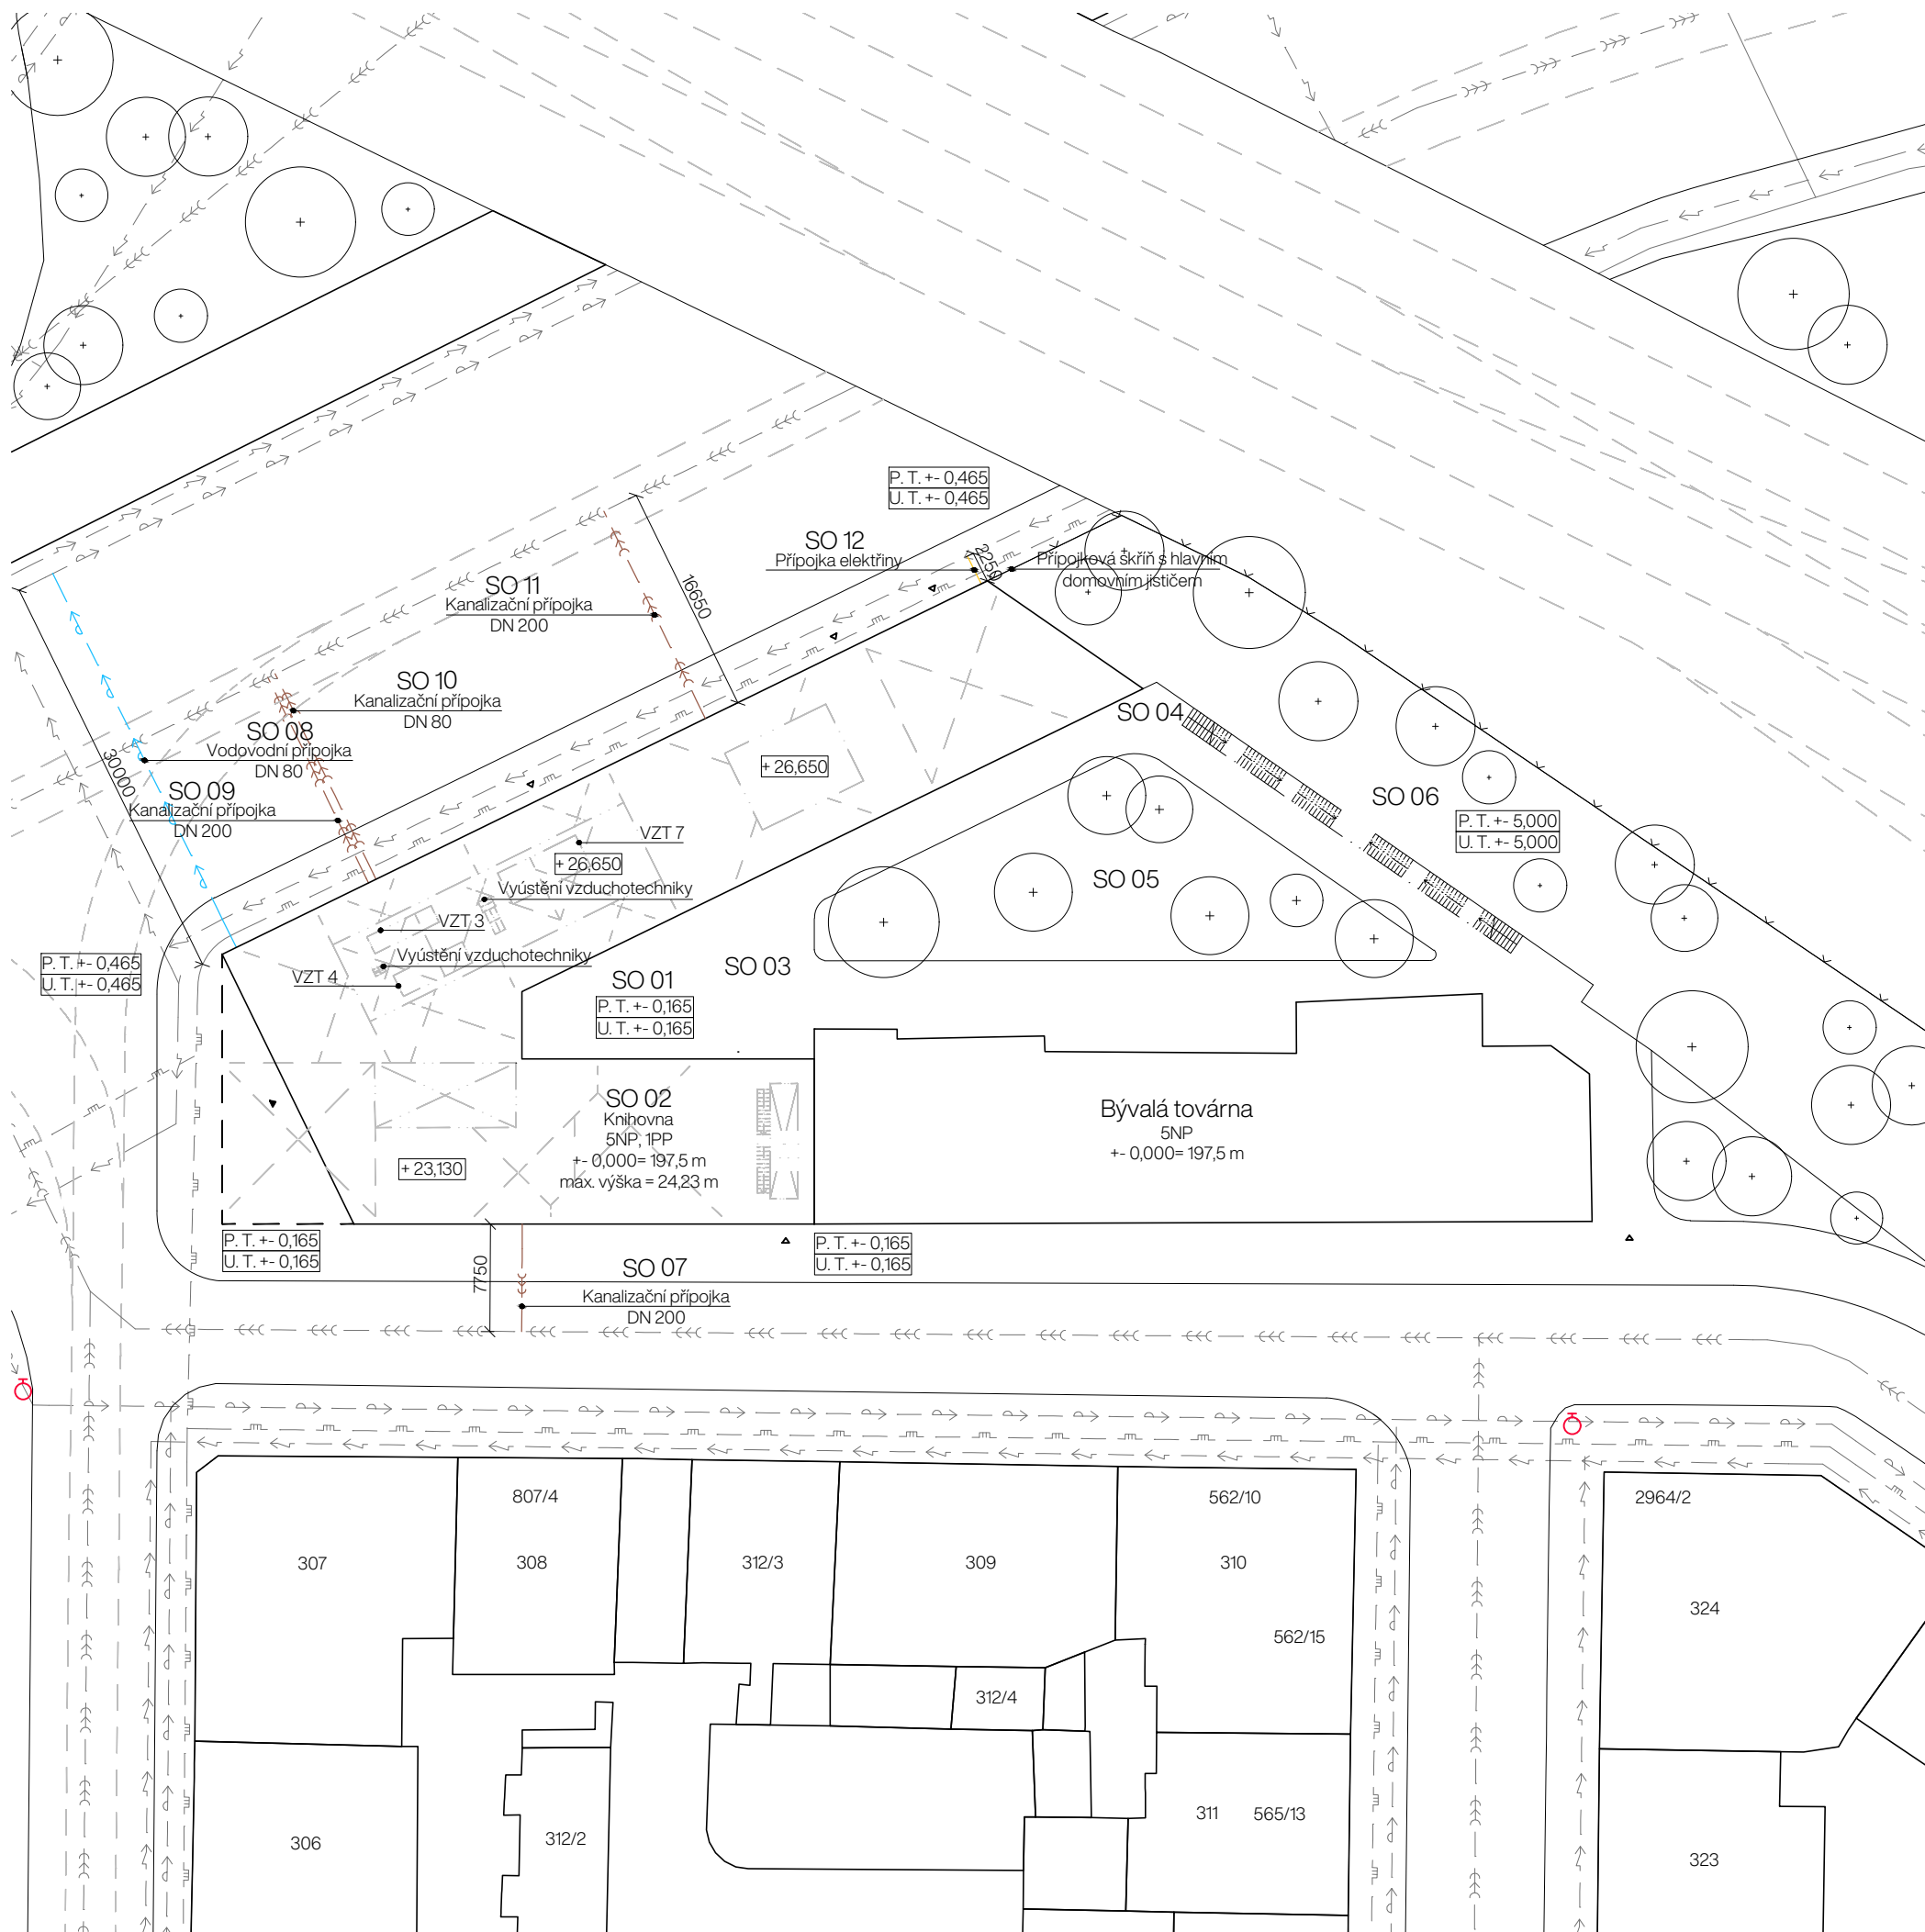 P. T. +- 0,465
U. T. +- 0,465
SO 12
Přípojka elektřiny
2250
Přípojková skříň s hlavním
domovním jističem
SO 11
Kanalizační přípojka
DN 200
16650
SO 10
Kanalizační přípojka
DN 80
SO 08
Vodovodní přípojka
DN 80
30000
SO 09
Kanalizační přípojka
DN 200
SO 04
+ 26,650
SO 06
P. T. +- 5,000
U. T. +- 5,000
VZT 7
+ 26,650
Vyústění vzduchotechniky
SO 05
VZT 3
Vyústění vzduchotechniky
VZT 4
P. T. +- 0,465
U. T. +- 0,465
SO 01
P. T. +- 0,165
U. T. +- 0,165
SO 03
SO 02
Knihovna
5NP, 1PP
+- 0,000= 197,5 m
max. výška = 24,23 m
+ 23,130
Bývalá továrna
5NP
+- 0,000= 197,5 m
P. T. +- 0,165
U. T. +- 0,165
P. T. +- 0,165
U. T. +- 0,165
7750
SO 07
Kanalizační přípojka
DN 200
807/4
562/10
2964/2
307
308
312/3
309
310
324
562/15
312/4
306
312/2
311
565/13
323